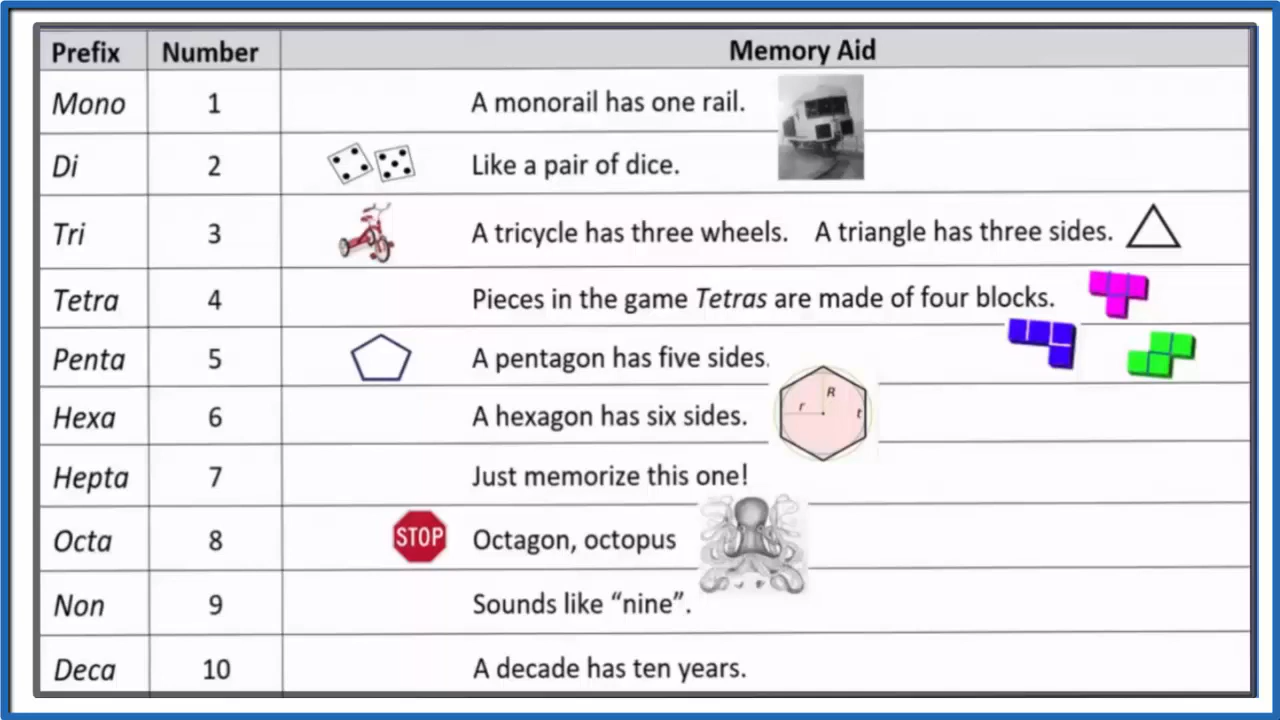 Prefix Number Memory Aid
Mono 1 A monorail has one rail.
Di 2 Like a pair of dice.
Tri 3 A tricycle has three wheels. A triangle has three sides.
Tetra 4 Pieces in the game Tetras are made of four blocks.
Penta 5 A pentagon has five sides.
R
r t
Hexa 6 A hexagon has six sides.
Hepta 7 Just memorize this one!
Octa 8 STOP Octagon, octopus
Non 9 Sounds like “nine”.
Deca 10 A decade has ten years.